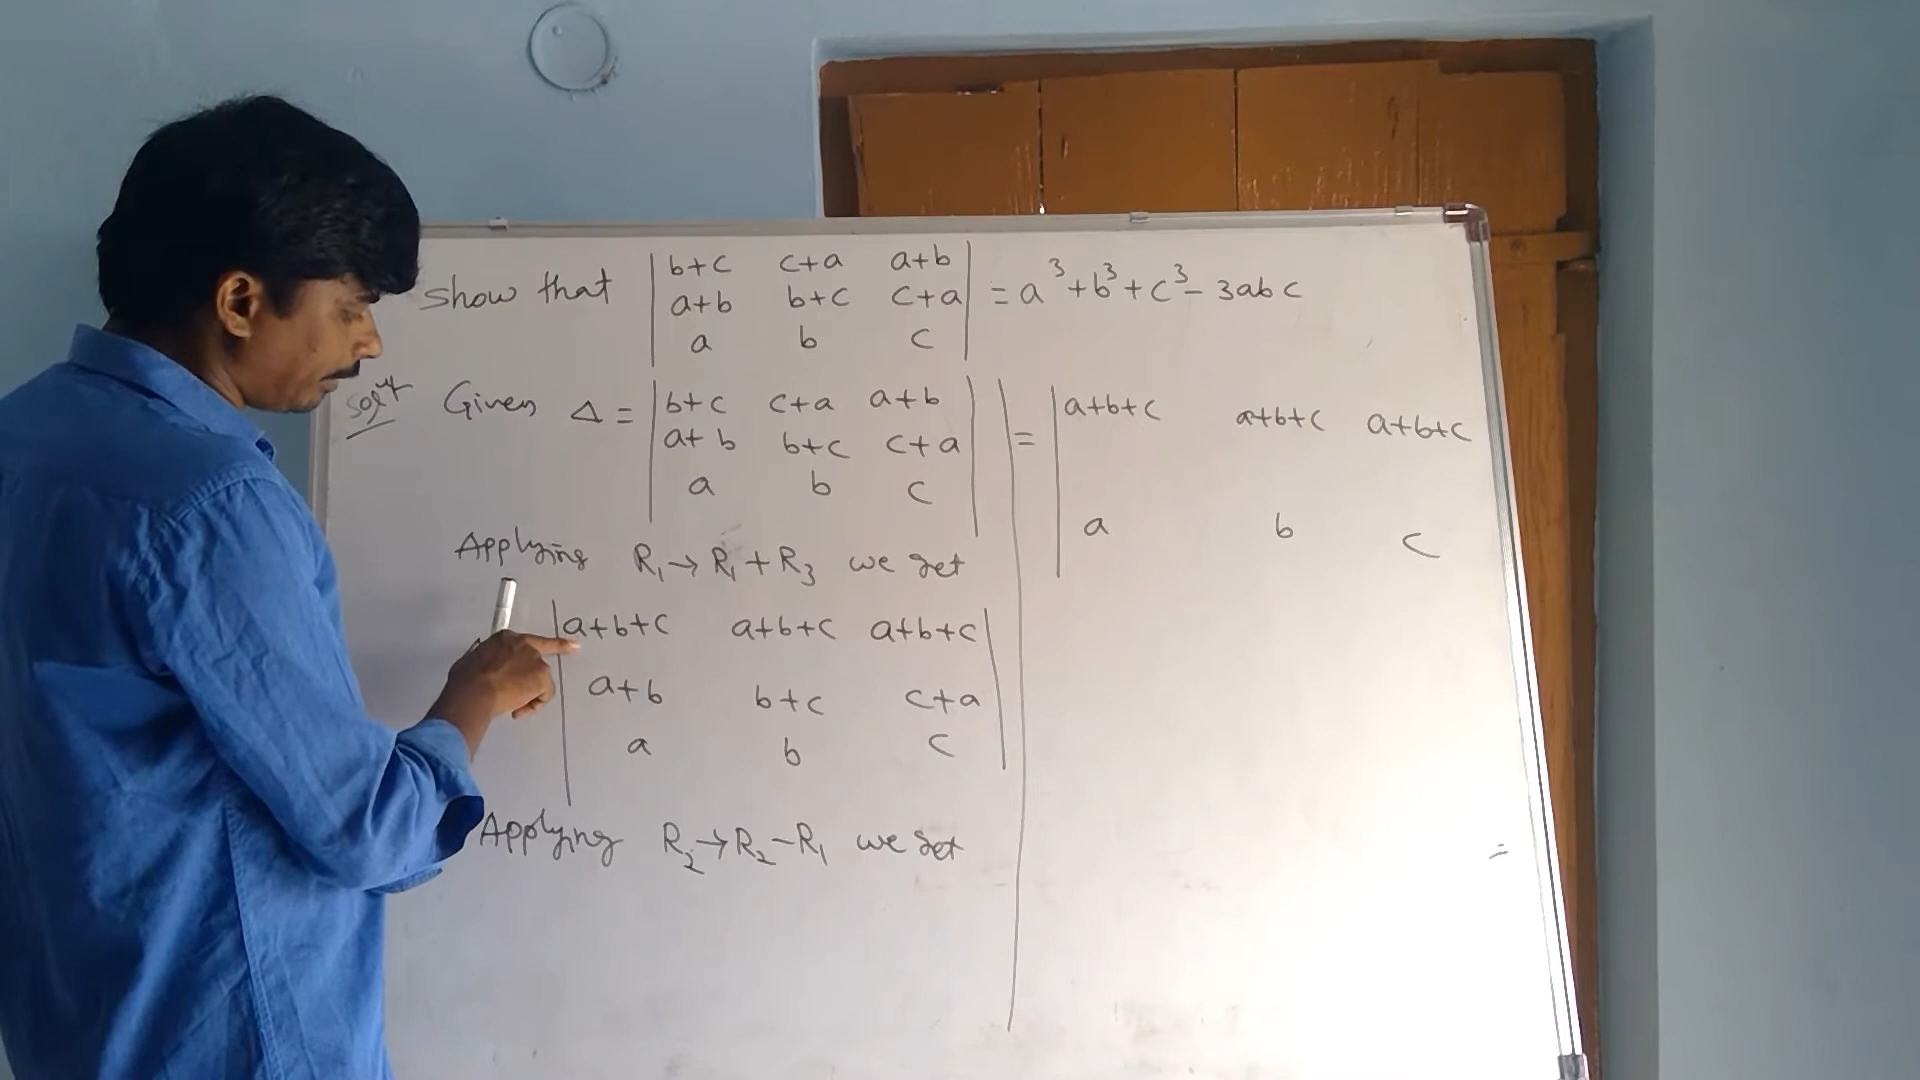 show that | b+c c+a a+b |
| a+b b+c c+a | = a³+b³+c³- 3abc
| a b c |
Soln Given Δ = | b+c c+a a+b |
| a+b b+c c+a |
| a b c |
Applying R₁→R₁+R₃ we get
| a+b+c a+b+c a+b+c |
| a+b b+c c+a |
| a b c |
Applying R₂→R₂-R₁ we get
= | a+b+c a+b+c a+b+c
| a b c
=